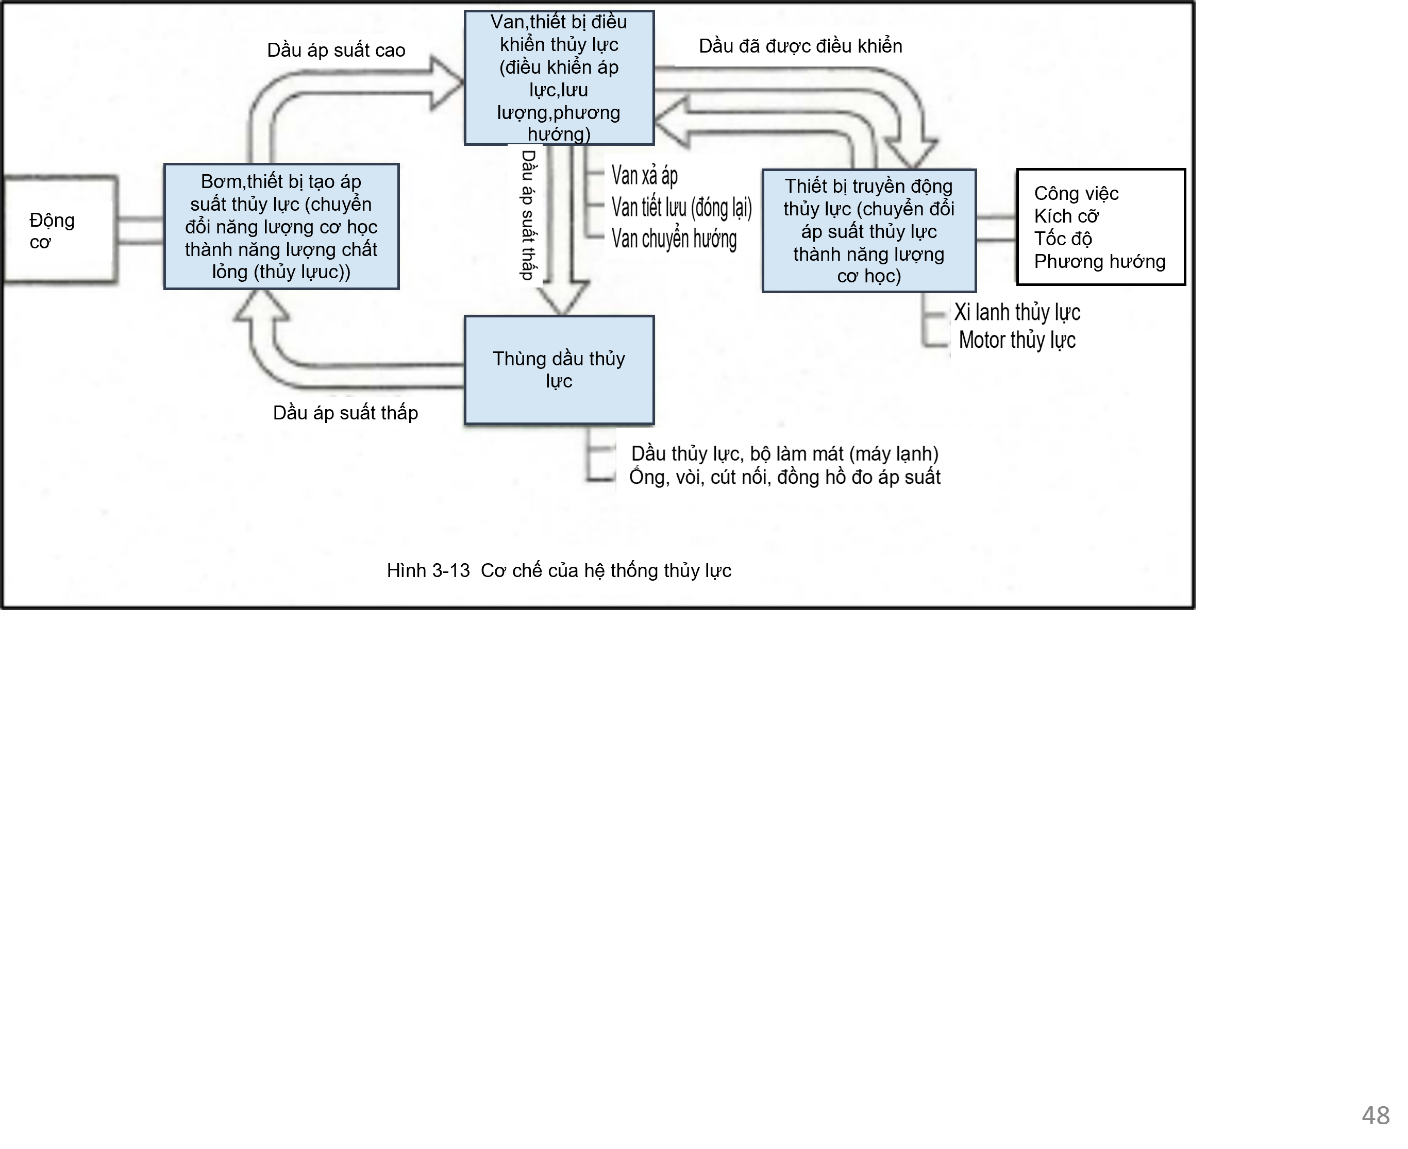 Dầu áp suất cao
Van,thiết bị điều
khiển thủy lực
(điều khiển áp
lực,lưu
lượng,phương
hướng)
Dầu đã được điều khiển
Động
cơ
Bơm,thiết bị tạo áp
suất thủy lực (chuyển
đổi năng lượng cơ học
thành năng lượng chất
lỏng (thủy lựuc))
Dầu áp suất thấp
Van xả áp
Van tiết lưu (đóng lại)
Van chuyển hướng
Thiết bị truyền động
thủy lực (chuyển đổi
áp suất thủy lực
thành năng lượng
cơ học)
Công việc
Kích cỡ
Tốc độ
Phương hướng
Xi lanh thủy lực
Motor thủy lực
Thùng dầu thủy
lực
Dầu áp suất thấp
Dầu thủy lực, bộ làm mát (máy lạnh)
Ống, vòi, cút nối, đồng hồ đo áp suất
Hình 3-13 Cơ chế của hệ thống thủy lực
48